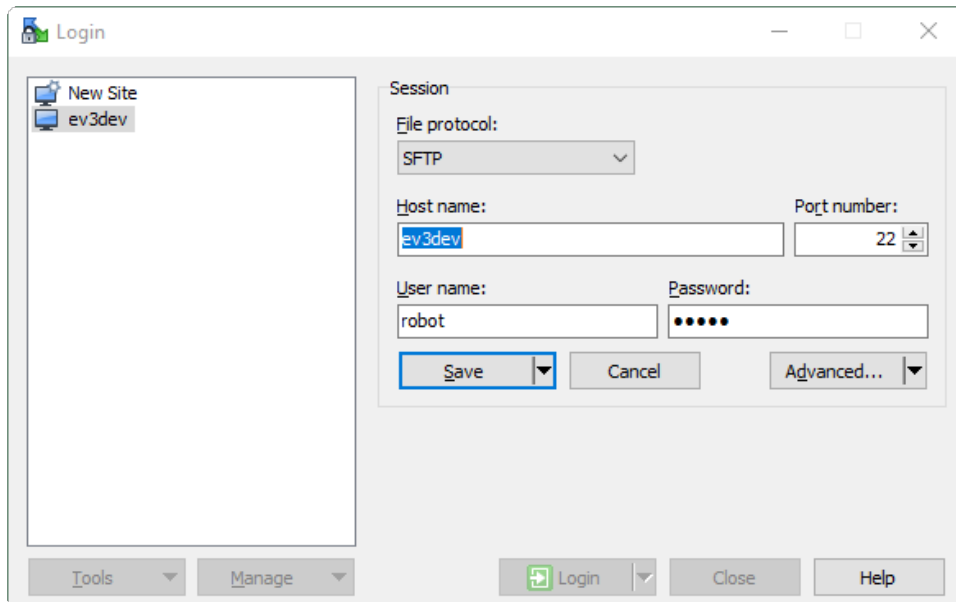 Login
New Site
ev3dev
Session
File protocol:
SFTP
Host name: Port number:
ev3dev 22
User name: Password:
robot •••••
Save Cancel Advanced...
Tools Manage Login Close Help